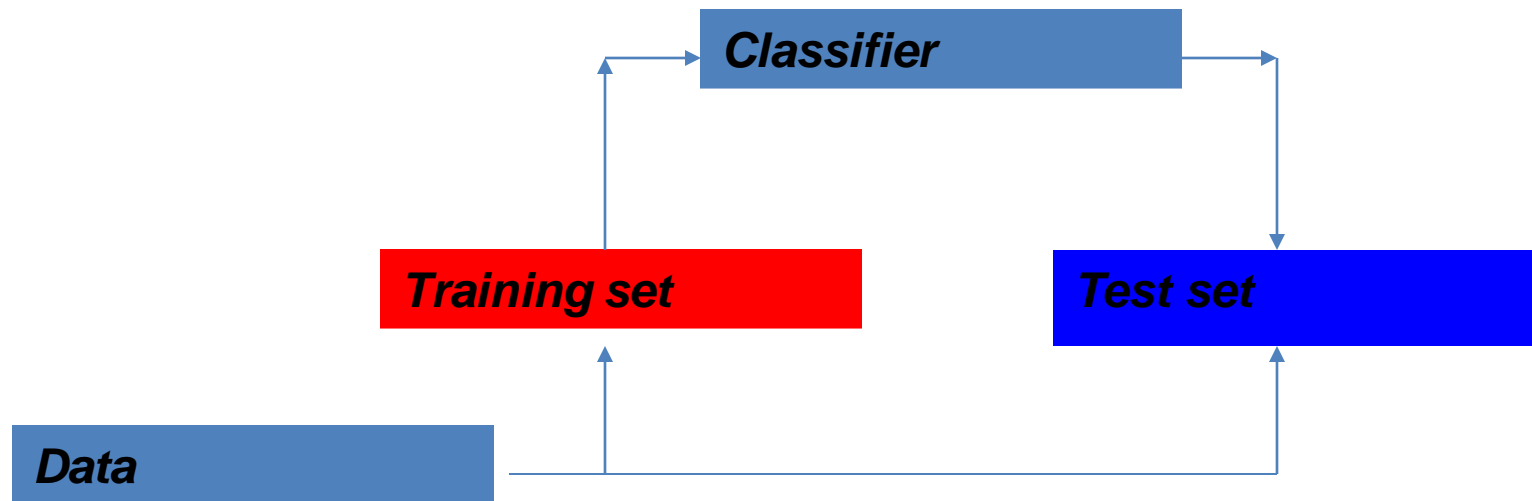 Classifier
Training set
Test set
Data